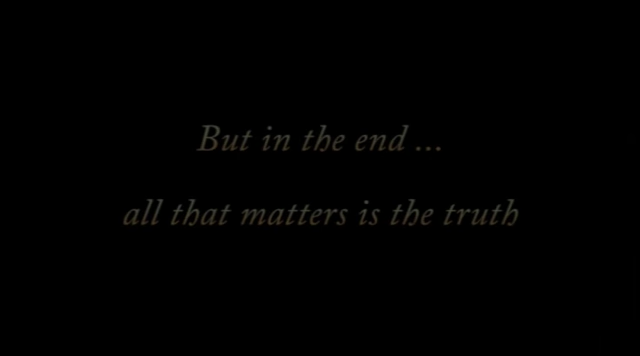 But in the end ...
all that matters is the truth